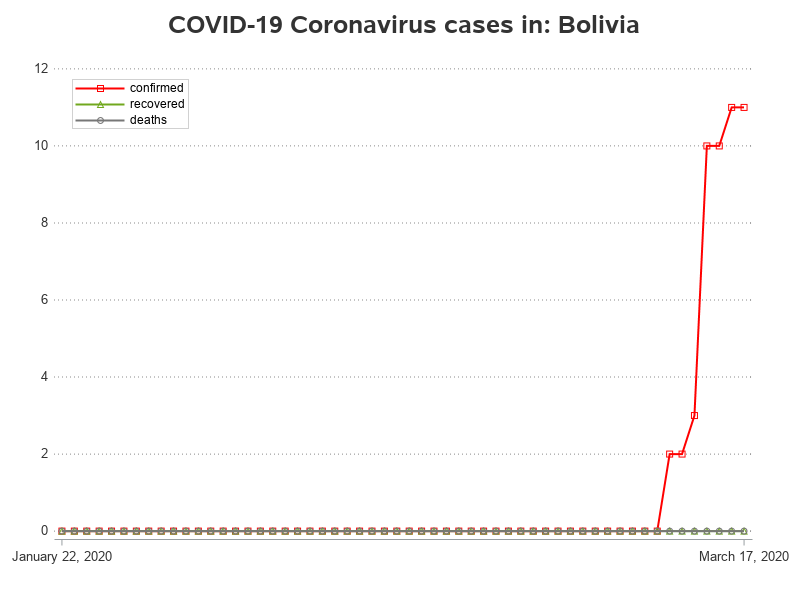 COVID-19 Coronavirus cases in: Bolivia
12
confirmed
recovered
deaths
10
8
6
4
2
0
January 22, 2020
March 17, 2020